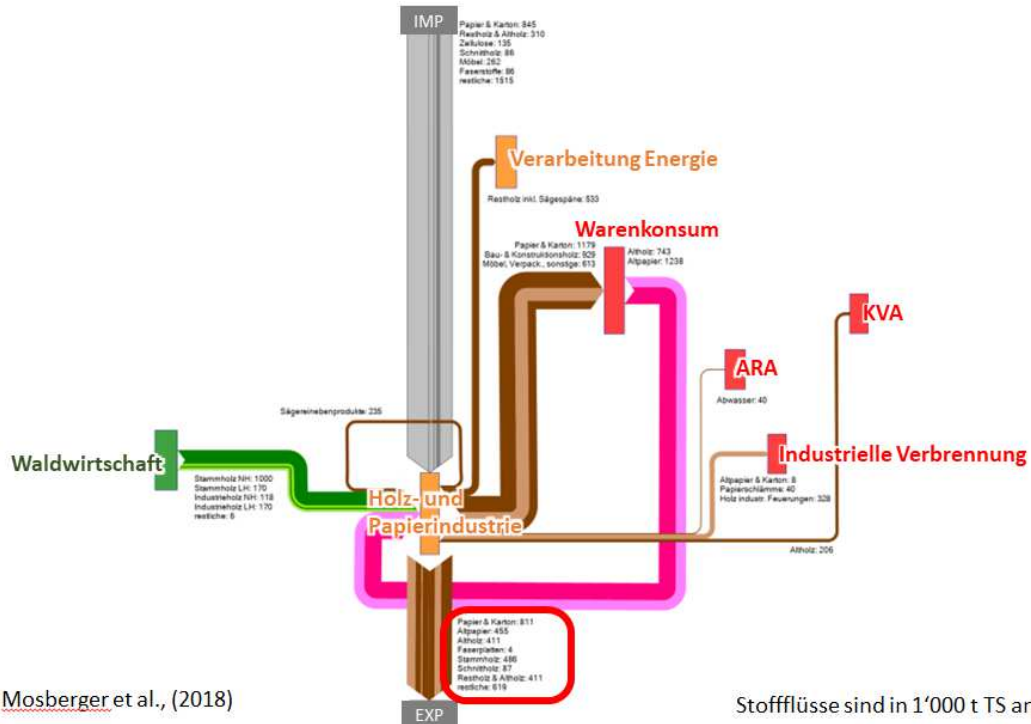 IMP
Papier & Karton: 845
Restholz & Altholz: 310
Zellulose: 135
Schnittholz: 86
Möbel: 262
Faserstoffe: 86
restliche: 1515
Verarbeitung Energie
Restholz inkl. Sägespäne: 533
Warenkonsum
Papier & Karton: 1179
Bau- & Konstruktionsholz: 929
Möbel, Verpack., sonstige: 613
Altholz: 743
Altpapier: 1238
KVA
ARA
Abwasser: 40
Sägereinebenprodukte: 235
Waldwirtschaft
Stammholz NH: 1000
Stammholz LH: 170
Industrieholz NH: 118
Industrieholz LH: 170
restliche: 6
Holz- und
Papierindustrie
Industrielle Verbrennung
Altpapier & Karton: 8
Papierschlämme: 40
Holz industr. Feuerungen: 328
Altholz: 206
Papier & Karton: 811
Altpapier: 455
Altholz: 411
Faserplatten: 4
Stammholz: 486
Schnittholz: 87
Restholz & Altholz: 411
restliche: 619
EXP
Mosberger et al., (2018)
Stoffflüsse sind in 1'000 t TS ar